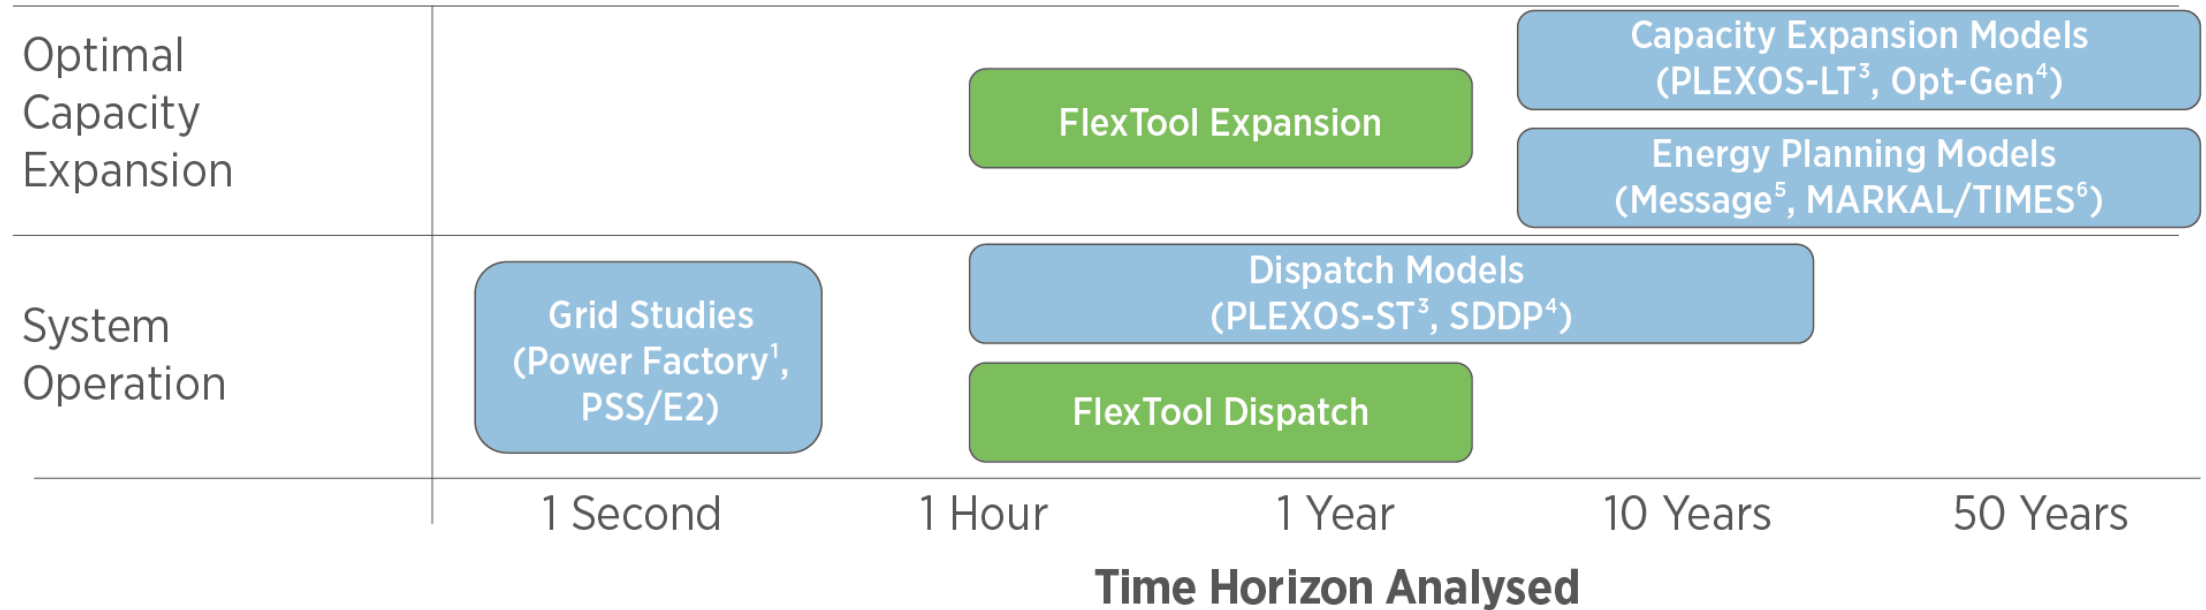 Optimal
Capacity
Expansion
FlexTool Expansion
Capacity Expansion Models
(PLEXOS-LT³, Opt-Gen⁴)
Energy Planning Models
(Message⁵, MARKAL/TIMES⁶)
System
Operation
Grid Studies
(Power Factory¹,
PSS/E2)
Dispatch Models
(PLEXOS-ST³, SDDP⁴)
FlexTool Dispatch
1 Second
1 Hour
1 Year
10 Years
50 Years
Time Horizon Analysed